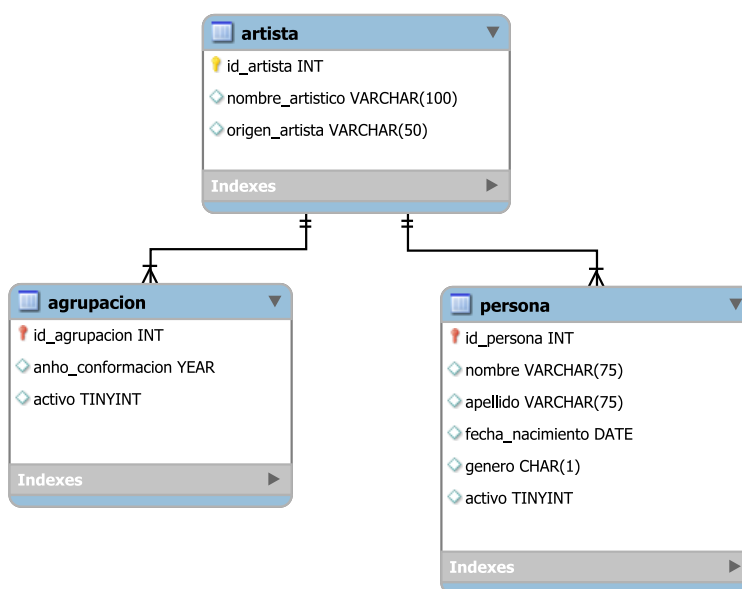 artista
id_artista INT
nombre_artistico VARCHAR(100)
origen_artista VARCHAR(50)
Indexes
agrupacion
id_agrupacion INT
anho_conformacion YEAR
activo TINYINT
Indexes
persona
id_persona INT
nombre VARCHAR(75)
apellido VARCHAR(75)
fecha_nacimiento DATE
genero CHAR(1)
activo TINYINT
Indexes